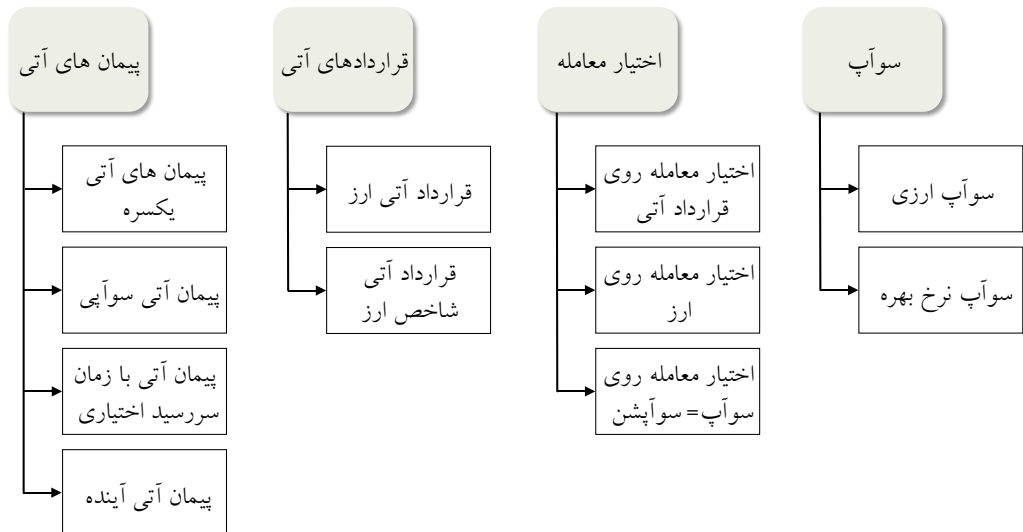 سوآپ
سوآپ ارزی
سوآپ نرخ بهره
اختیار معامله
اختیار معامله روی
قرارداد آتی
اختیار معامله روی
ارز
اختیار معامله روی
سوآپ= سوآپشن
قراردادهای آتی
قرارداد آتی ارز
قرارداد آتی
شاخص ارز
پیمان های آتی
پیمان های آتی
یکسره
پیمان آتی سوآپی
پیمان آتی با زمان
سررسید اختیاری
پیمان آتی آینده